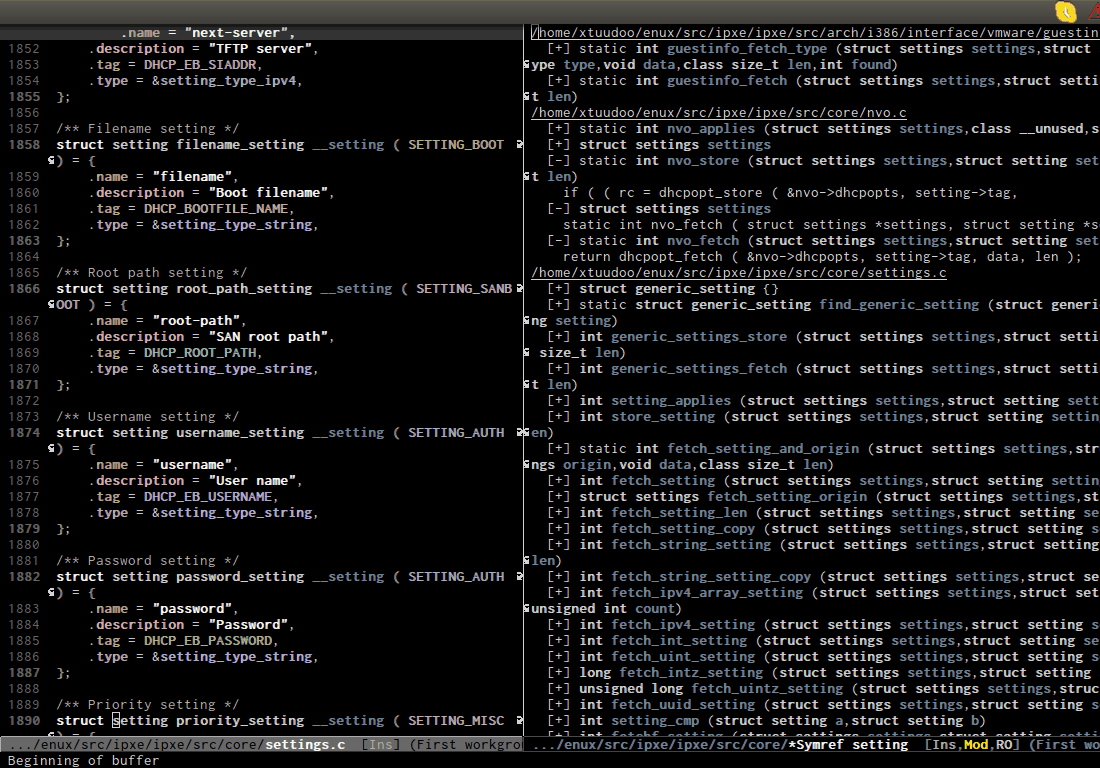 .name = "next-server",
1852 .description = "TFTP server",
1853 .tag = DHCP_EB_SIADDR,
1854 .type = &setting_type_ipv4,
1855 };
1856
1857 /** Filename setting */
1858 struct setting filename_setting __setting ( SETTING_BOOT
) = {
1859 .name = "filename",
1860 .description = "Boot filename",
1861 .tag = DHCP_BOOTFILE_NAME,
1862 .type = &setting_type_string,
1863 };
1864
1865 /** Root path setting */
1866 struct setting root_path_setting __setting ( SETTING_SANB
OOT ) = {
1867 .name = "root-path",
1868 .description = "SAN root path",
1869 .tag = DHCP_ROOT_PATH,
1870 .type = &setting_type_string,
1871 };
1872
1873 /** Username setting */
1874 struct setting username_setting __setting ( SETTING_AUTH
) = {
1875 .name = "username",
1876 .description = "User name",
1877 .tag = DHCP_EB_USERNAME,
1878 .type = &setting_type_string,
1879 };
1880
1881 /** Password setting */
1882 struct setting password_setting __setting ( SETTING_AUTH
) = {
1883 .name = "password",
1884 .description = "Password",
1885 .tag = DHCP_EB_PASSWORD,
1886 .type = &setting_type_string,
1887 };
1888
1889 /** Priority setting */
1890 struct setting priority_setting __setting ( SETTING_MISC
) = {
.../enux/src/ipxe/ipxe/src/core/settings.c [Ins] (First workgro
Beginning of buffer
/home/xtuudoo/enux/src/ipxe/ipxe/src/arch/i386/interface/vmware/guestin
[+] static int guestinfo_fetch_type (struct settings settings,struct
ype type,void data,class size_t len,int found)
[+] static int guestinfo_fetch (struct settings settings,struct setti
t len)
/home/xtuudoo/enux/src/ipxe/ipxe/src/core/nvo.c
[+] static int nvo_applies (struct settings settings,class __unused,s
[+] struct settings settings
[-] static int nvo_store (struct settings settings,struct setting set
t len)
if ( ( rc = dhcpopt_store ( &nvo->dhcpopts, setting->tag,
[-] struct settings settings
static int nvo_fetch ( struct settings *settings, struct setting *s
[-] static int nvo_fetch (struct settings settings,struct setting set
return dhcpopt_fetch ( &nvo->dhcpopts, setting->tag, data, len );
/home/xtuudoo/enux/src/ipxe/ipxe/src/core/settings.c
[+] struct generic_setting {}
[+] static struct generic_setting find_generic_setting (struct generi
ng setting)
[+] int generic_settings_store (struct settings settings,struct setti
size_t len)
[+] int generic_settings_fetch (struct settings settings,struct setti
t len)
[+] int setting_applies (struct settings settings,struct setting sett
[+] int store_setting (struct settings settings,struct setting settin
en)
[+] static int fetch_setting_and_origin (struct settings settings,str
ngs origin,void data,class size_t len)
[+] int fetch_setting (struct settings settings,struct setting settin
[+] struct settings fetch_setting_origin (struct settings settings,st
[+] int fetch_setting_len (struct settings settings,struct setting se
[+] int fetch_setting_copy (struct settings settings,struct setting s
[+] int fetch_string_setting (struct settings settings,struct setting
len)
[+] int fetch_string_setting_copy (struct settings settings,struct se
[+] int fetch_ipv4_array_setting (struct settings settings,struct set
unsigned int count)
[+] int fetch_ipv4_setting (struct settings settings,struct setting s
[+] int fetch_int_setting (struct settings settings,struct setting se
[+] int fetch_uint_setting (struct settings settings,struct setting s
[+] long fetch_intz_setting (struct settings settings,struct setting
[+] unsigned long fetch_uintz_setting (struct settings settings,struc
[+] int fetch_uuid_setting (struct settings settings,struct setting s
[+] int setting_cmp (struct setting a,struct setting b)
.../enux/src/ipxe/ipxe/src/core/*Symref setting [Ins,Mod,RO] (First wo